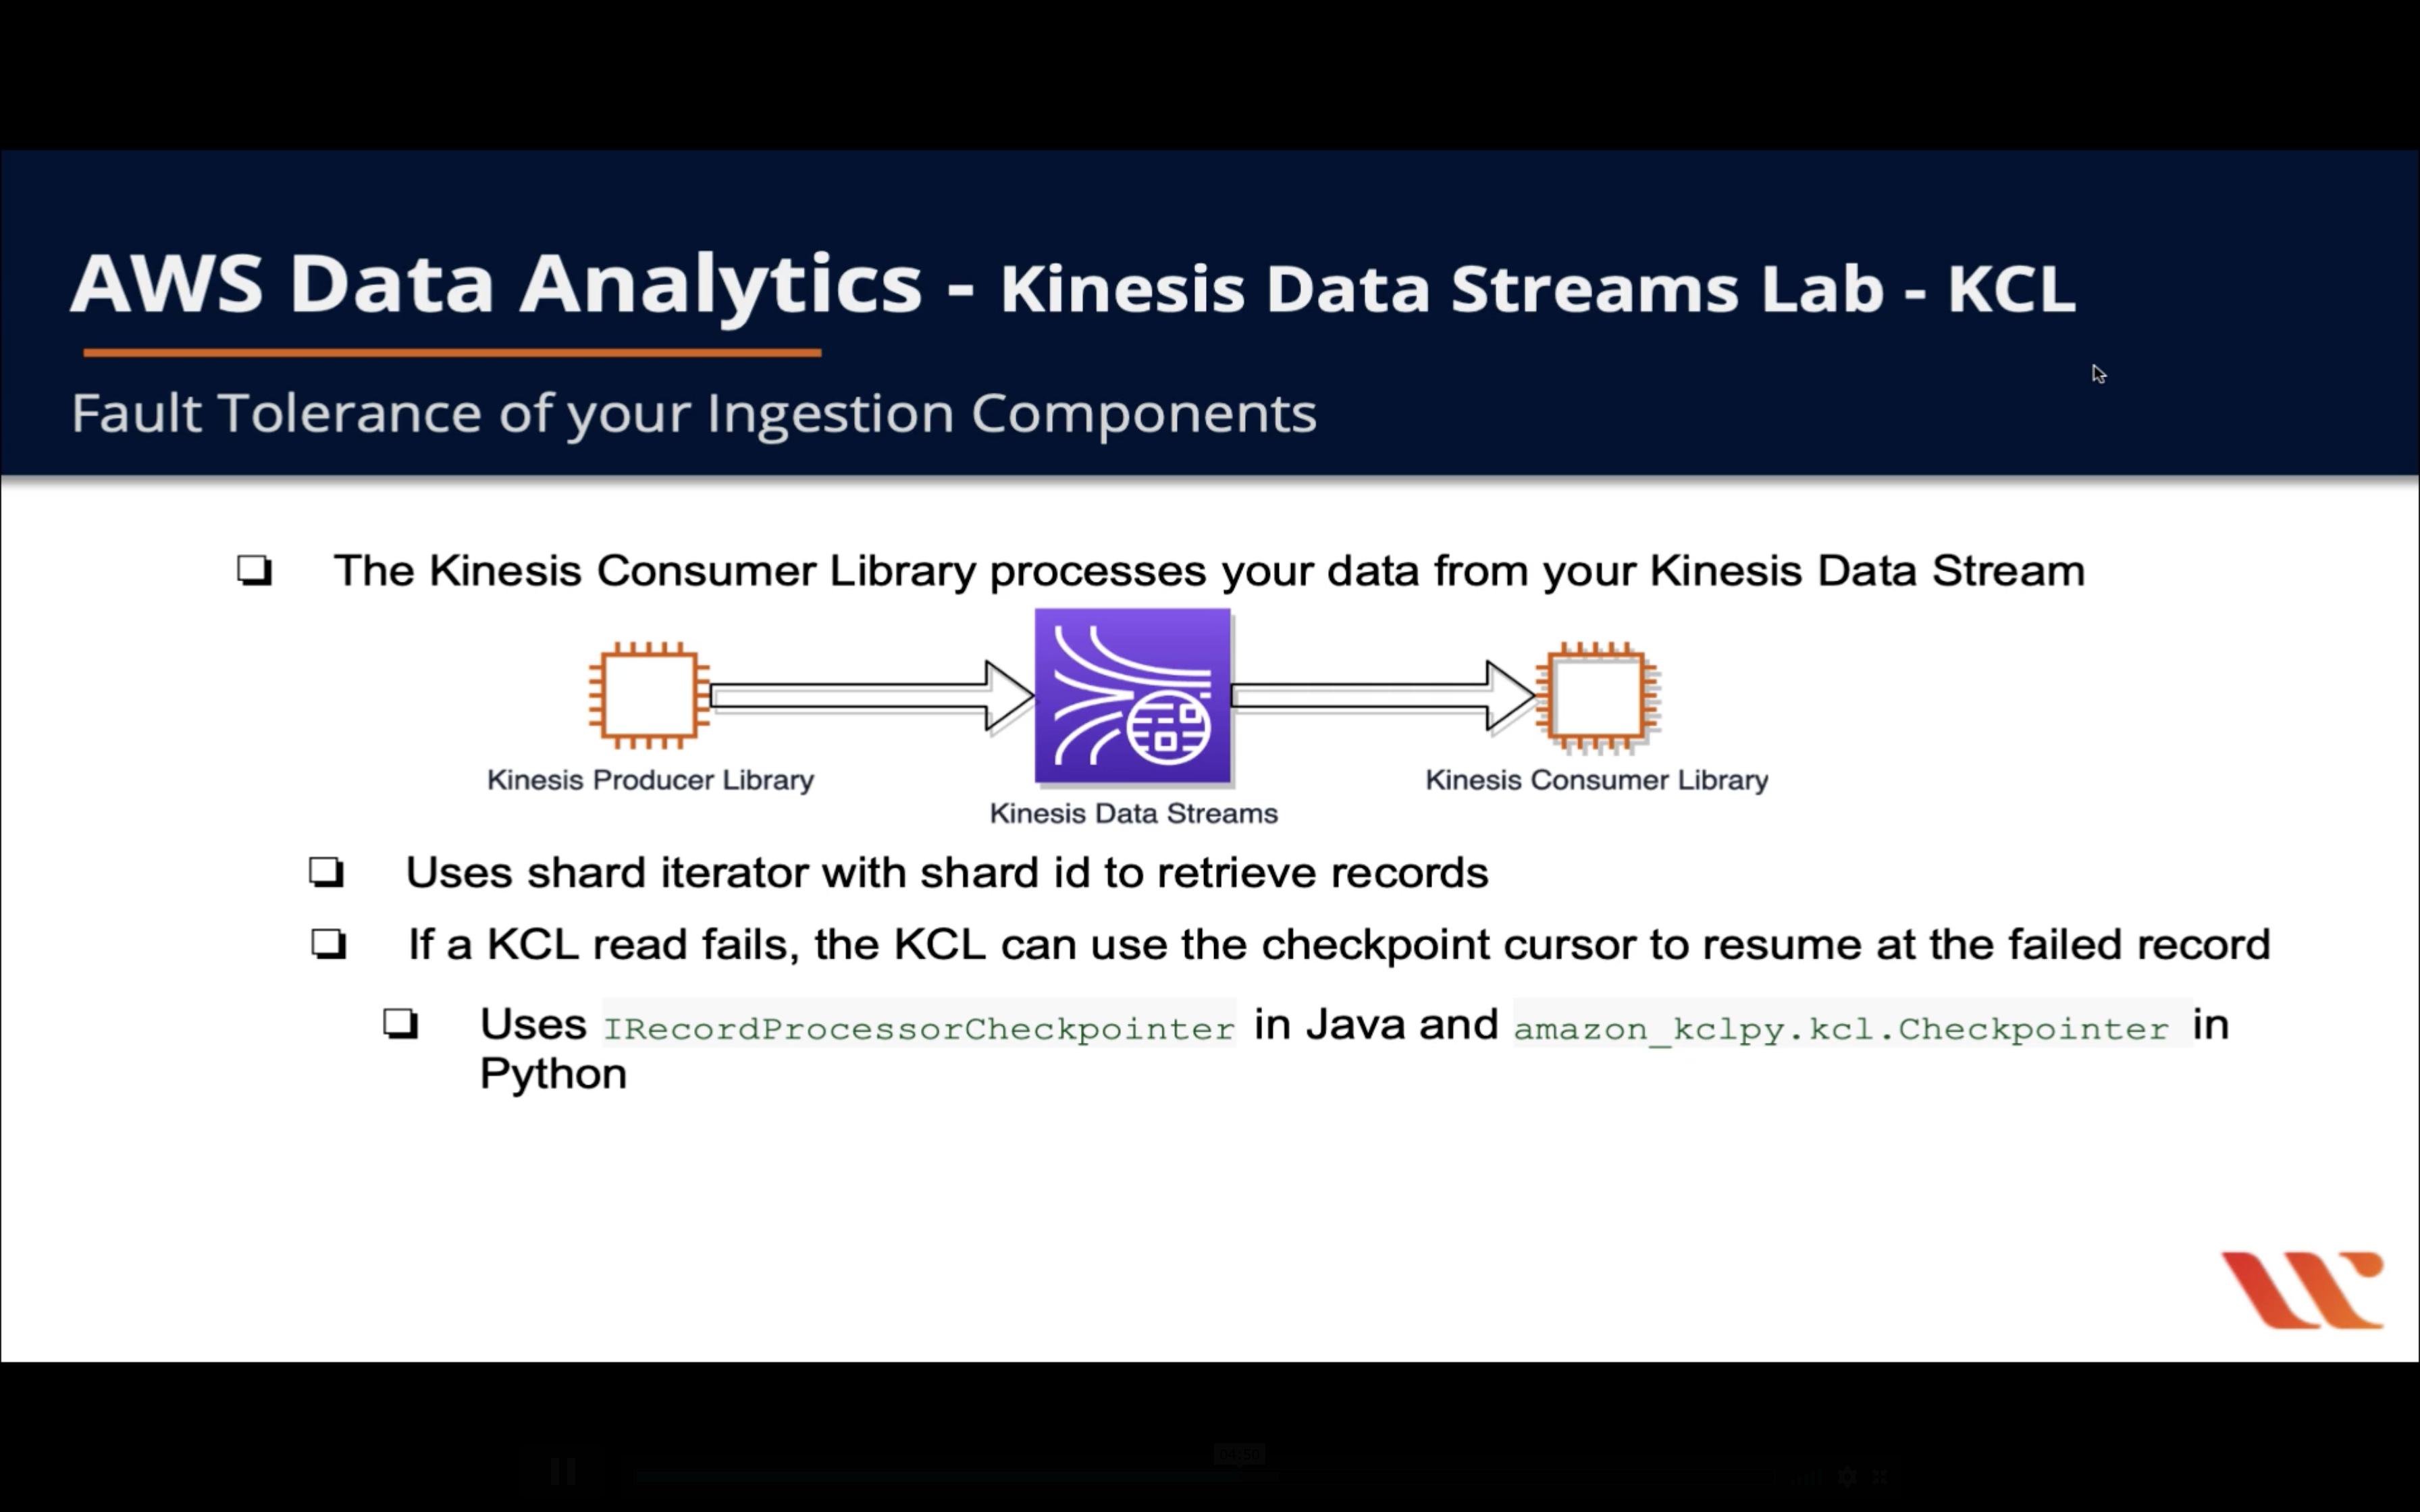 AWS Data Analytics - Kinesis Data Streams Lab - KCL
Fault Tolerance of your Ingestion Components
The Kinesis Consumer Library processes your data from your Kinesis Data Stream
Kinesis Producer Library
Kinesis Data Streams
Kinesis Consumer Library
Uses shard iterator with shard id to retrieve records
If a KCL read fails, the KCL can use the checkpoint cursor to resume at the failed record
Uses IRecordProcessorCheckpointer in Java and amazon_kclpy.kcl.Checkpointer in
Python